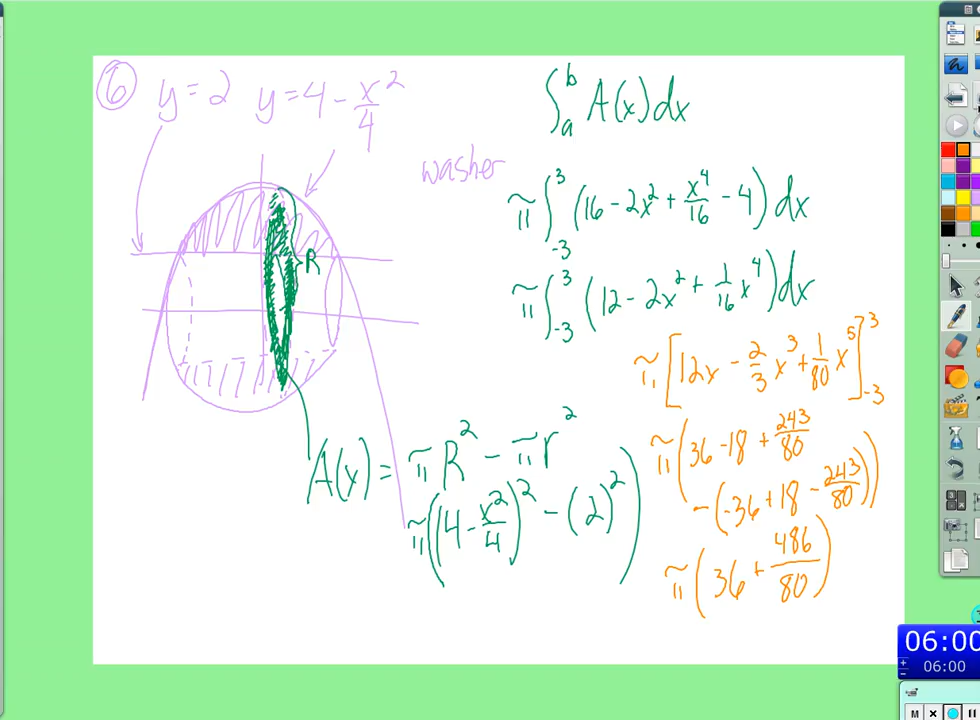 ⑥ y = 2 y = 4 - x²/4
∫ₐᵇ A(x)dx
washer
π ∫₋₃³ (16 - 2x² + x⁴/16 - 4) dx
R
π ∫₋₃³ (12 - 2x² + 1/16 x⁴) dx
π [12x - 2/3 x³ + 1/80 x⁵]₋₃³
π (36 - 18 + 243/80
- (-36 + 18 - 243/80))
π (36 + 486/80)
A(x) = πR² - πr²
π((4 - x²/4)² - (2)²)
06:00
06:00
M